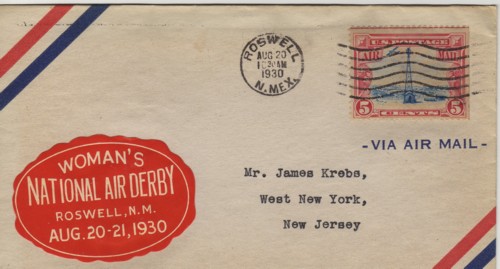 ROSWELL
AUG 20
1930
N. MEX.
U.S. POSTAGE
AIR MAIL
5 CENTS 5
-VIA AIR MAIL-
WOMAN'S
NATIONAL AIR DERBY
ROSWELL, N.M.
AUG. 20-21, 1930
Mr. James Krebs,
West New York,
New Jersey